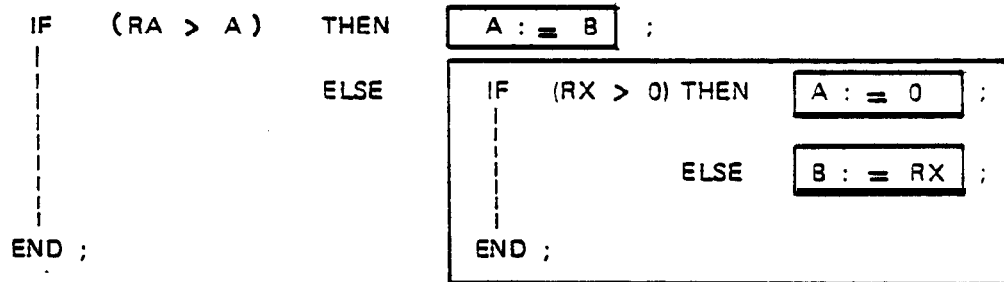 IF (RA > A) THEN A := B ;
ELSE IF (RX > 0) THEN A := 0 ;
ELSE B := RX ;
END ; END ;